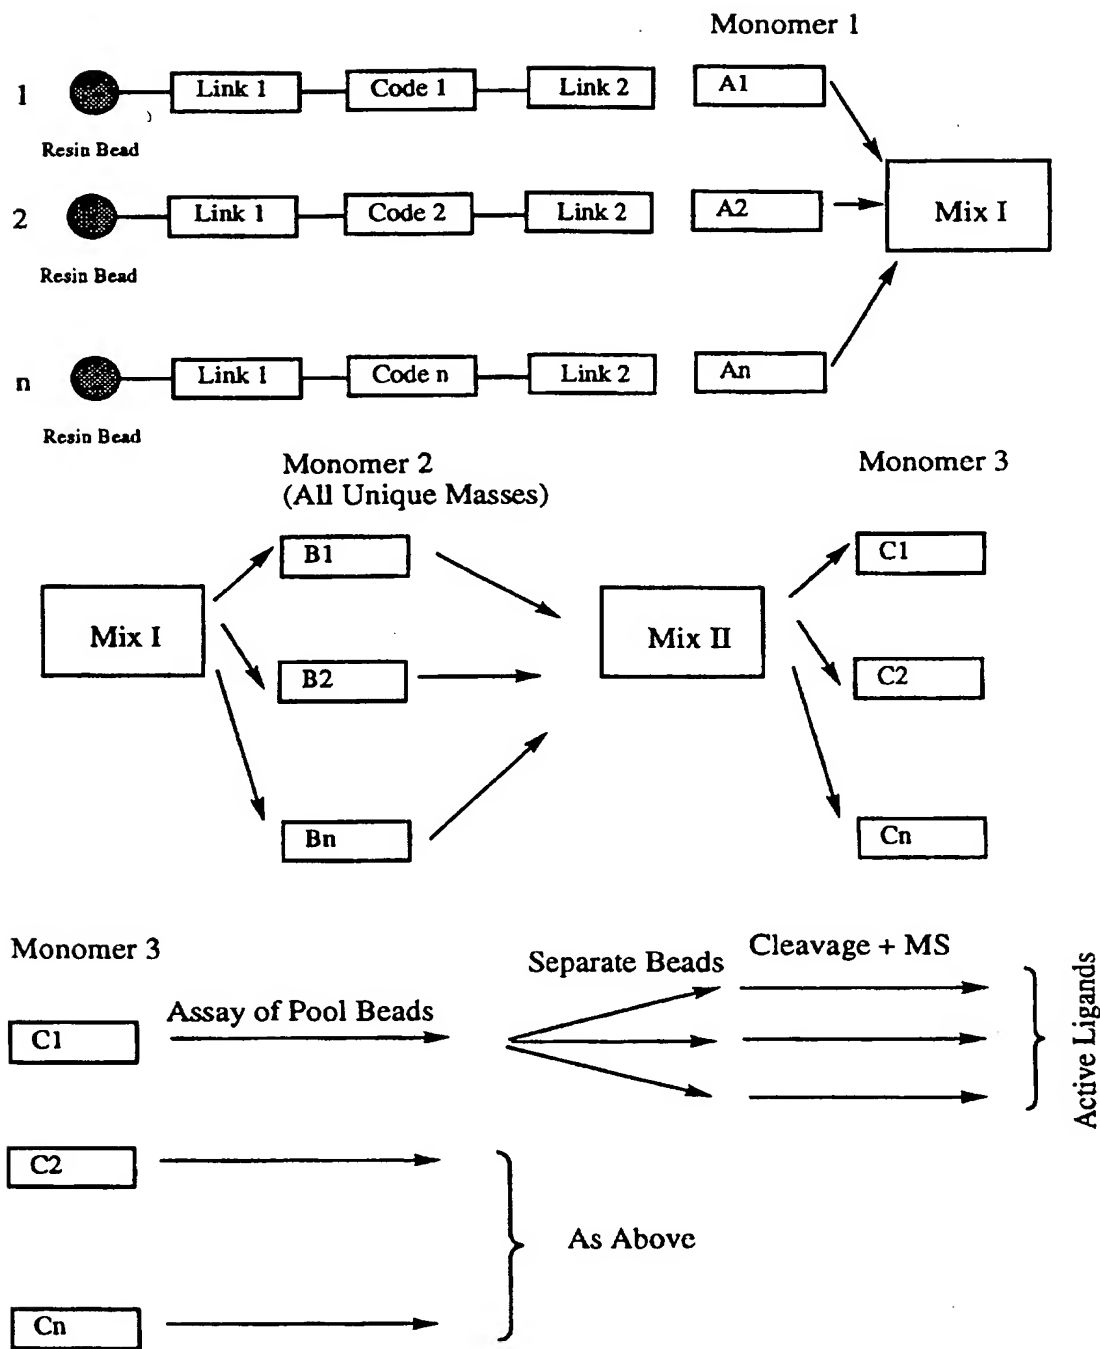 Monomer 1
1
Link 1
Code 1
Link 2
A1
Resin Bead
2
Link 1
Code 2
Link 2
A2
Mix I
Resin Bead
n
Link 1
Code n
Link 2
An
Resin Bead
Monomer 2
(All Unique Masses)
Monomer 3
B1
C1
Mix I
Mix II
B2
C2
Bn
Cn
Monomer 3
Separate Beads
Cleavage + MS
Assay of Pool Beads
C1
Active Ligands
C2
As Above
Cn